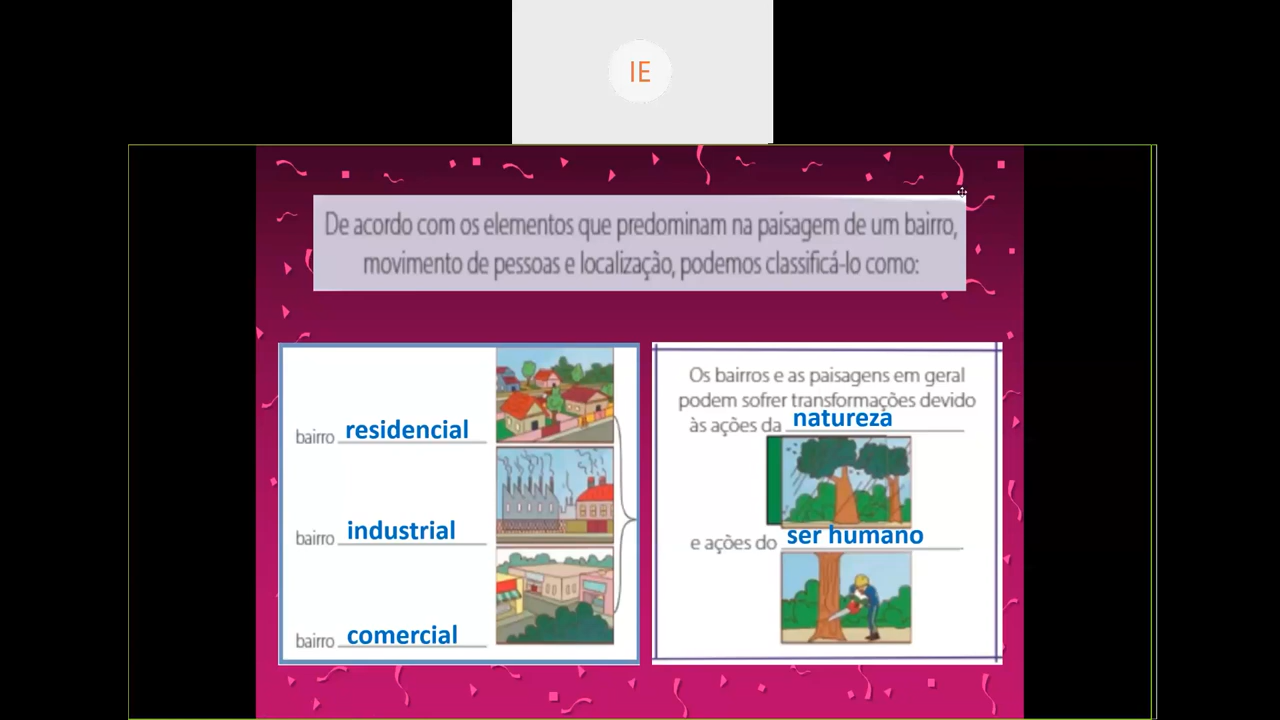 IE
De acordo com os elementos que predominam na paisagem de um bairro,
movimento de pessoas e localização, podemos classificá-lo como:
bairro residencial
bairro industrial
bairro comercial
Os bairros e as paisagens em geral
podem sofrer transformações devido
às ações da natureza
e ações do ser humano.